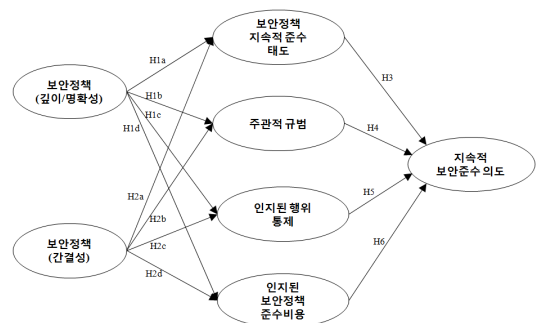 보안정책
지속적 준수
태도
H1a
H3
보안정책
(깊이/명확성)
H1b
H1c
주관적 규범
H1d
H4
지속적
보안준수 의도
H2a
인지된 행위
통제
H5
H2b
보안정책
(간결성)
H2c
H6
H2d
인지된
보안정책
준수비용